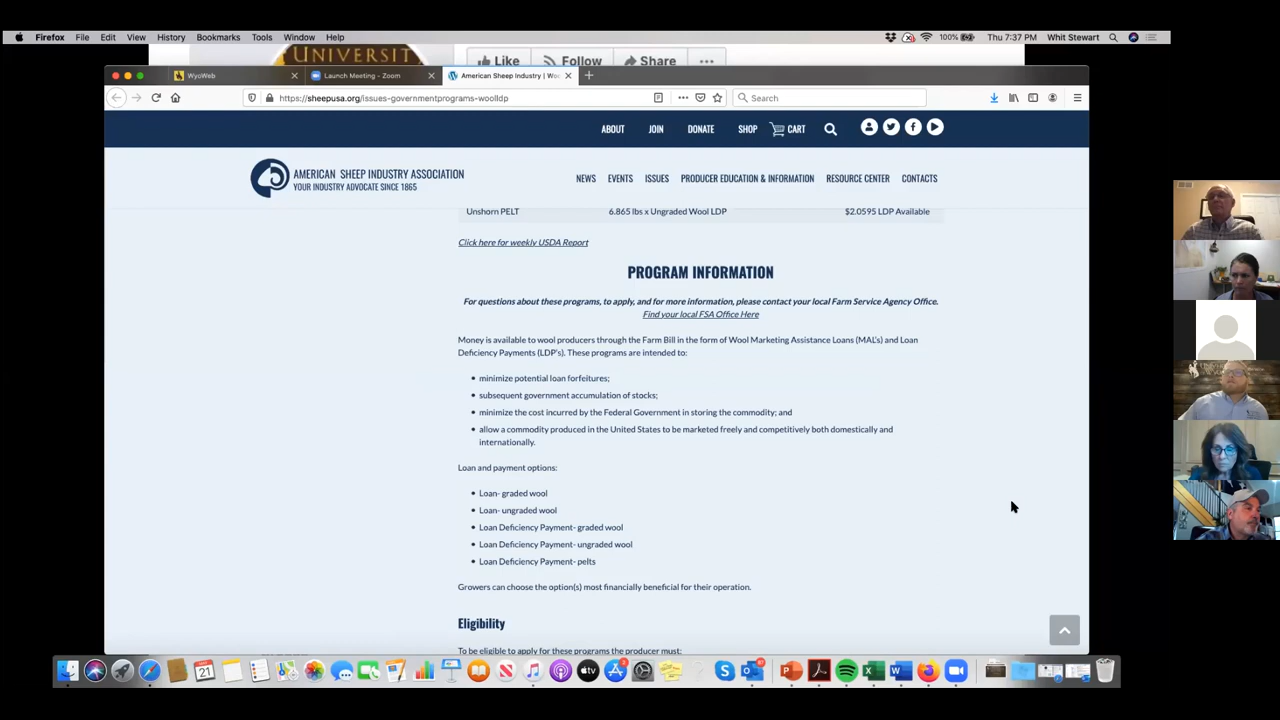 Firefox File Edit View History Bookmarks Tools Window Help 100% Thu 7:37 PM Whit Stewart
UNIVERSIT
Like Follow Share
WyoWeb Launch Meeting - Zoom American Sheep Industry | Woo
https://sheepusa.org/issues-governmentprograms-woolldp Search
ABOUT JOIN DONATE SHOP CART
AMERICAN SHEEP INDUSTRY ASSOCIATION
YOUR INDUSTRY ADVOCATE SINCE 1865
NEWS EVENTS ISSUES PRODUCER EDUCATION & INFORMATION RESOURCE CENTER CONTACTS
Unshorn PELT 6.865 lbs x Ungraded Wool LDP $2.0595 LDP Available
Click here for weekly USDA Report
PROGRAM INFORMATION
For questions about these programs, to apply, and for more information, please contact your local Farm Service Agency Office.
Find your local FSA Office Here
Money is available to wool producers through the Farm Bill in the form of Wool Marketing Assistance Loans (MAL's) and Loan
Deficiency Payments (LDP's). These programs are intended to:
• minimize potential loan forfeitures;
• subsequent government accumulation of stocks;
• minimize the cost incurred by the Federal Government in storing the commodity; and
• allow a commodity produced in the United States to be marketed freely and competitively both domestically and
internationally.
Loan and payment options:
• Loan- graded wool
• Loan- ungraded wool
• Loan Deficiency Payment- graded wool
• Loan Deficiency Payment- ungraded wool
• Loan Deficiency Payment- pelts
Growers can choose the option(s) most financially beneficial for their operation.
Eligibility
To be eligible to apply for these programs the producer must: